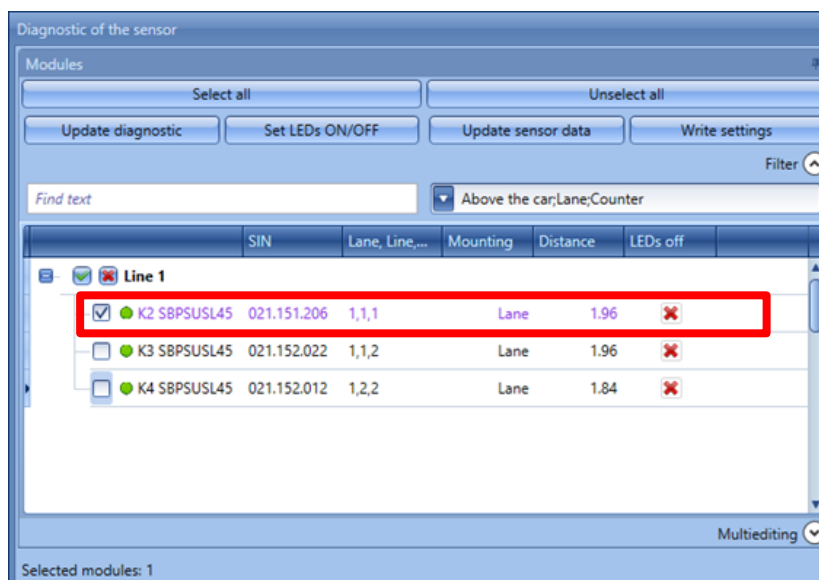 Diagnostic of the sensor
Modules
Select all Unselect all
Update diagnostic Set LEDs ON/OFF Update sensor data Write settings
Filter
Find text Above the car;Lane;Counter
SIN Lane, Line,... Mounting Distance LEDs off
Line 1
K2 SBPSUSL45 021.151.206 1,1,1 Lane 1.96
K3 SBPSUSL45 021.152.022 1,1,2 Lane 1.96
K4 SBPSUSL45 021.152.012 1,2,2 Lane 1.84
Multiediting
Selected modules: 1